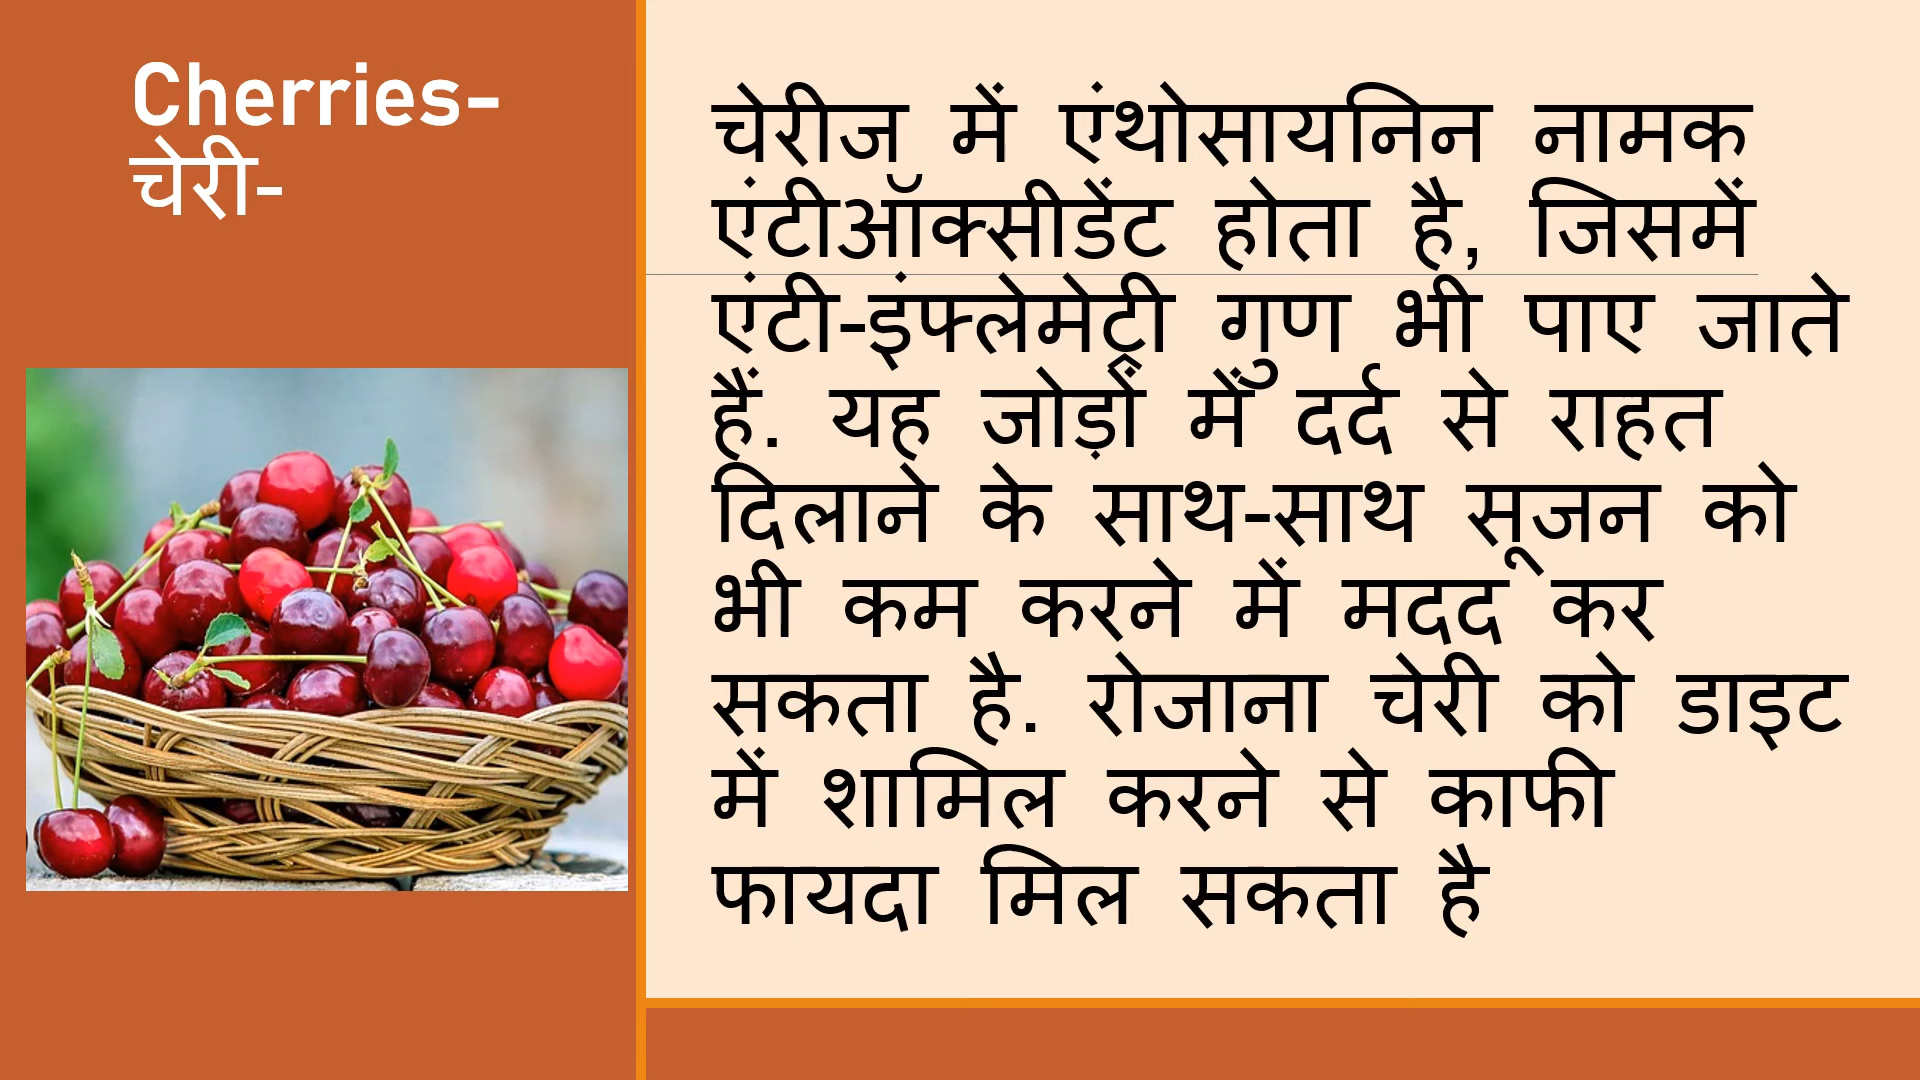 Cherries-
चेरी-
चेरीज में एंथोसायनिन नामक
एंटीऑक्सीडेंट होता है, जिसमें
एंटी-इंफ्लेमेट्री गुण भी पाए जाते
हैं. यह जोड़ों में दर्द से राहत
दिलाने के साथ-साथ सूजन को
भी कम करने में मदद कर
सकता है. रोजाना चेरी को डाइट
में शामिल करने से काफी
फायदा मिल सकता है